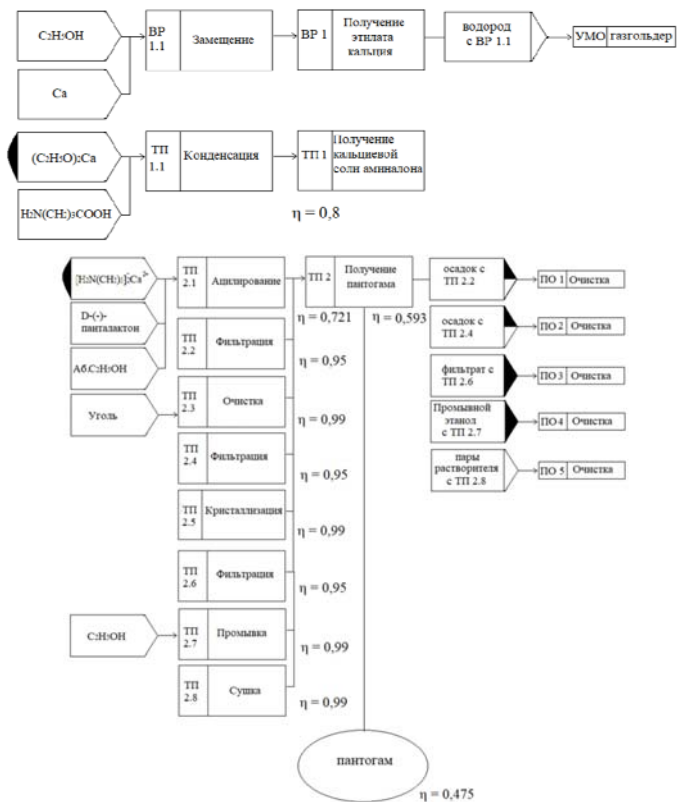 C₂H₅OH
ВР
1.1
Замещение
ВР 1
Получение
этилата
кальция
водород
с ВР 1.1
УМО
газгольдер
Ca
(C₂H₅O)₂Ca
ТП
1.1
Конденсация
ТП 1
Получение
кальциевой
соли аминалона
H₂N(CH₂)₃COOH
η = 0,8
ТП
2.1
Ацилирование
ТП 2
Получение
пантогама
осадок с
ТП 2.2
ПО 1
Очистка
D-(-)-
панталактон
η = 0,721
η = 0,593
Аб.C₂H₅OH
ТП
2.2
Фильтрация
η = 0,95
осадок с
ТП 2.4
ПО 2
Очистка
Уголь
ТП
2.3
Очистка
η = 0,99
фильтрат с
ТП 2.6
ПО 3
Очистка
ТП
2.4
Фильтрация
η = 0,95
Промывной
этанол
с ТП 2.7
ПО 4
Очистка
ТП
2.5
Кристаллизация
η = 0,99
пары
растворителя
с ТП 2.8
ПО 5
Очистка
ТП
2.6
Фильтрация
η = 0,95
C₂H₅OH
ТП
2.7
Промывка
η = 0,99
ТП
2.8
Сушка
η = 0,99
пантогам
η = 0,475